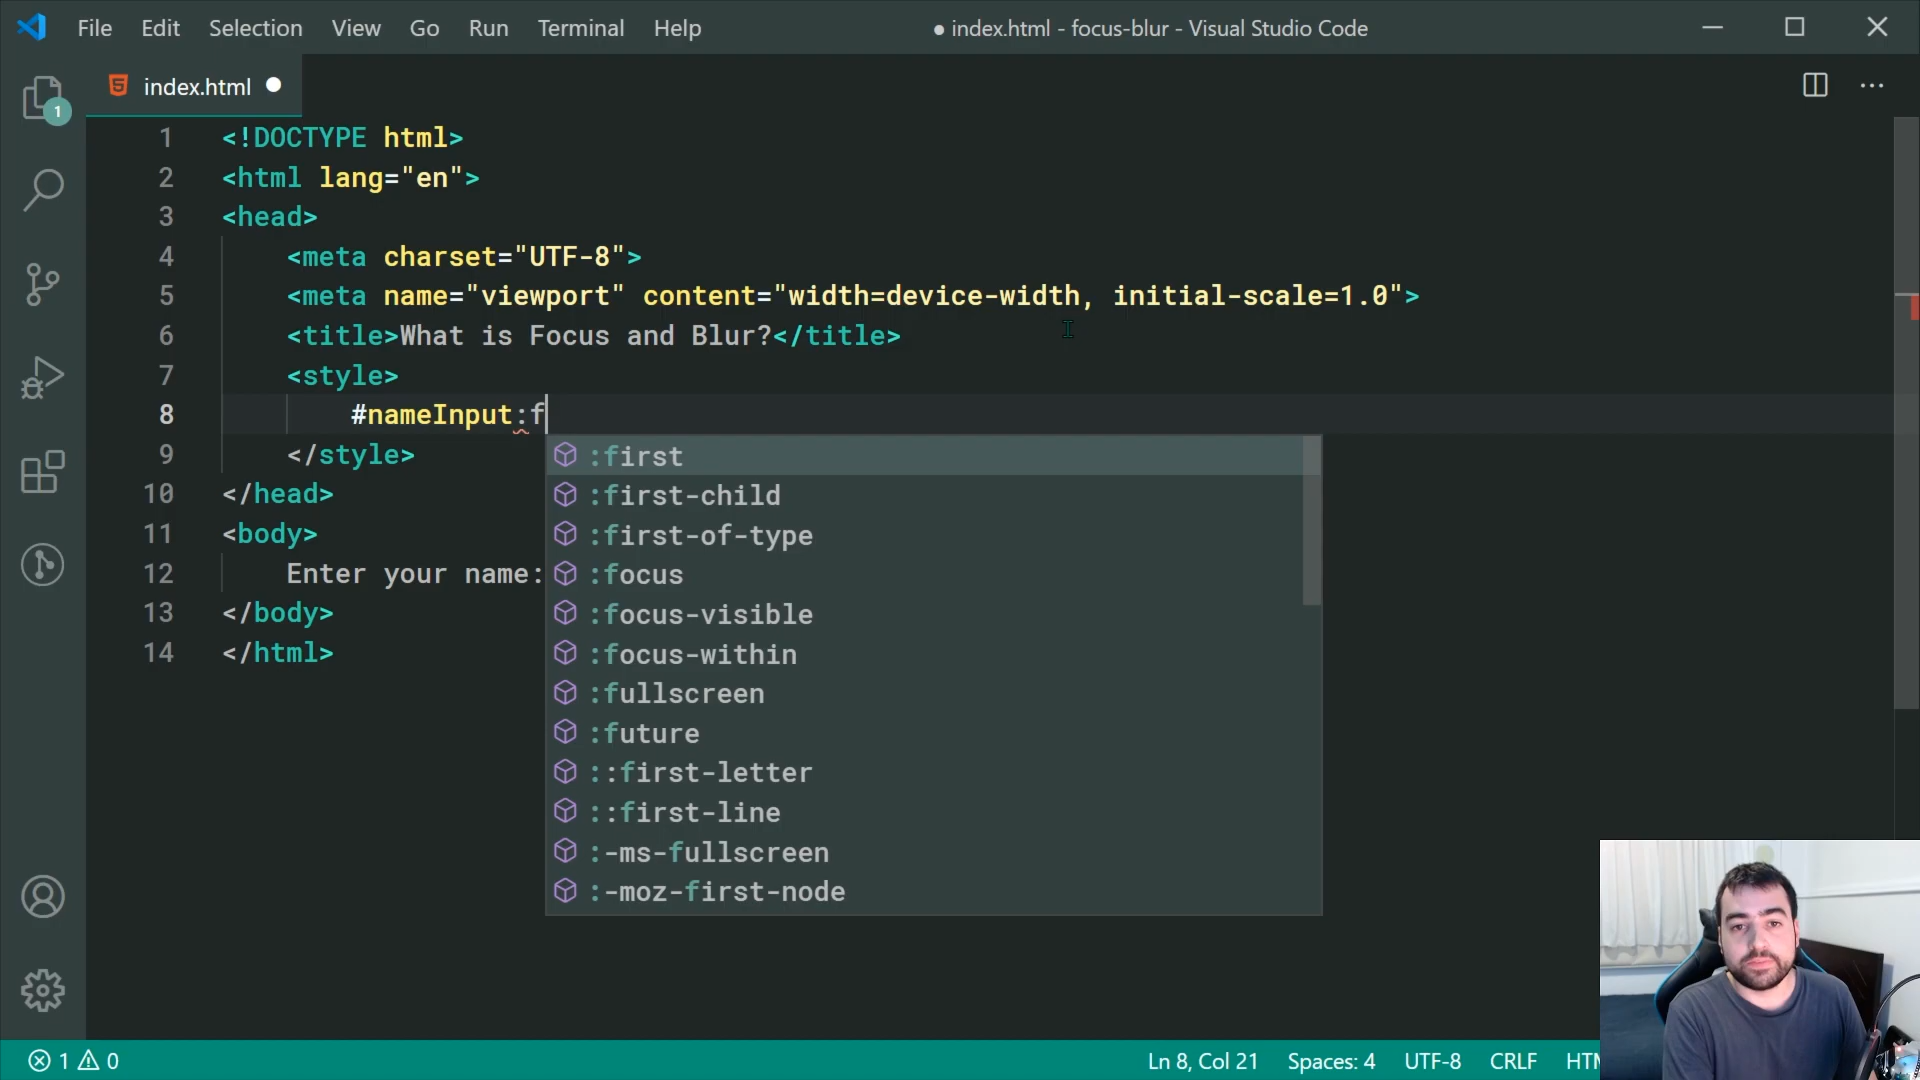 File Edit Selection View Go Run Terminal Help
● index.html - focus-blur - Visual Studio Code
index.html
1
1 <!DOCTYPE html>
2 <html lang="en">
3 <head>
4 <meta charset="UTF-8">
5 <meta name="viewport" content="width=device-width, initial-scale=1.0">
6 <title>What is Focus and Blur?</title>
7 <style>
8 #nameInput:f
9 </style>
10 </head>
11 <body>
12 Enter your name:
13 </body>
14 </html>
:first
:first-child
:first-of-type
:focus
:focus-visible
:focus-within
:fullscreen
:future
::first-letter
::first-line
:-ms-fullscreen
:-moz-first-node
1 0
Ln 8, Col 21 Spaces: 4 UTF-8 CRLF HTM